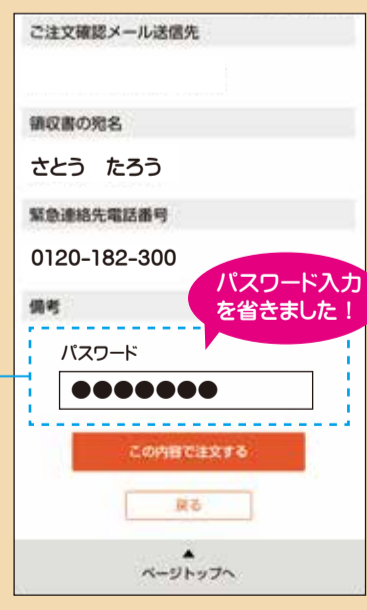 ご注文確認メール送信先
領収書の宛名
さとう　たろう
緊急連絡先電話番号
0120-182-300
備考
パスワード入力
を省きました！
パスワード
●●●●●●●
この内容で注文する
戻る
▲
ページトップへ